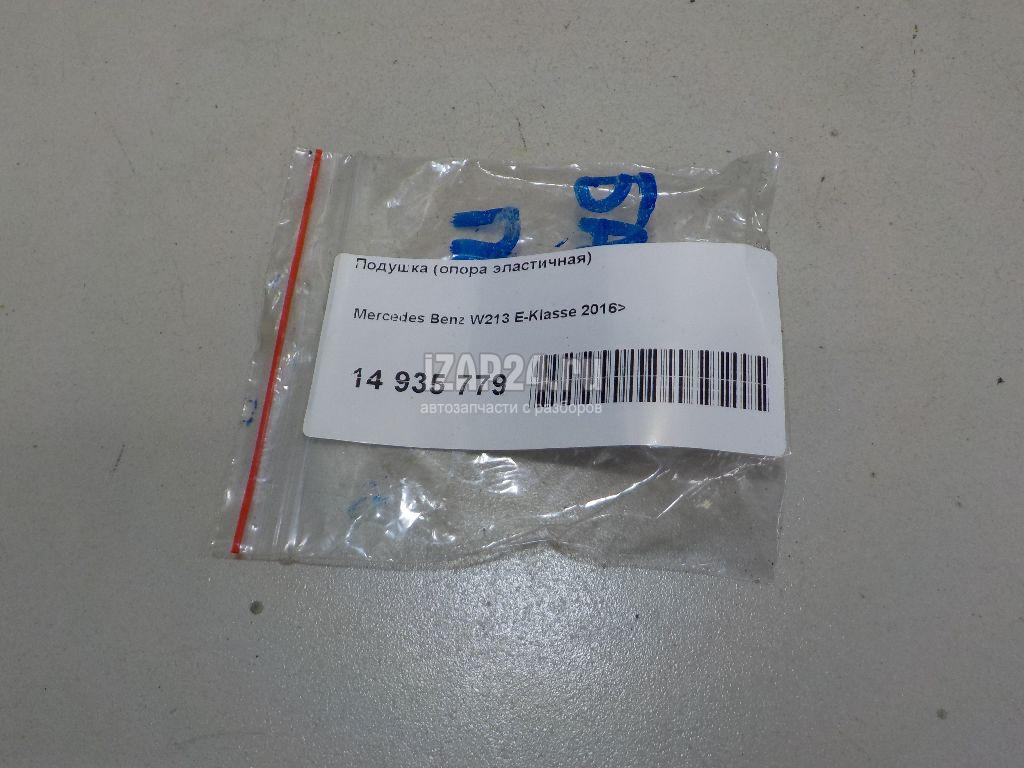 Подушка (опора эластичная)
Mercedes Benz W213 E-Klasse 2016>
14 935 779
iZAP24.ru
автозапчасти с разборов